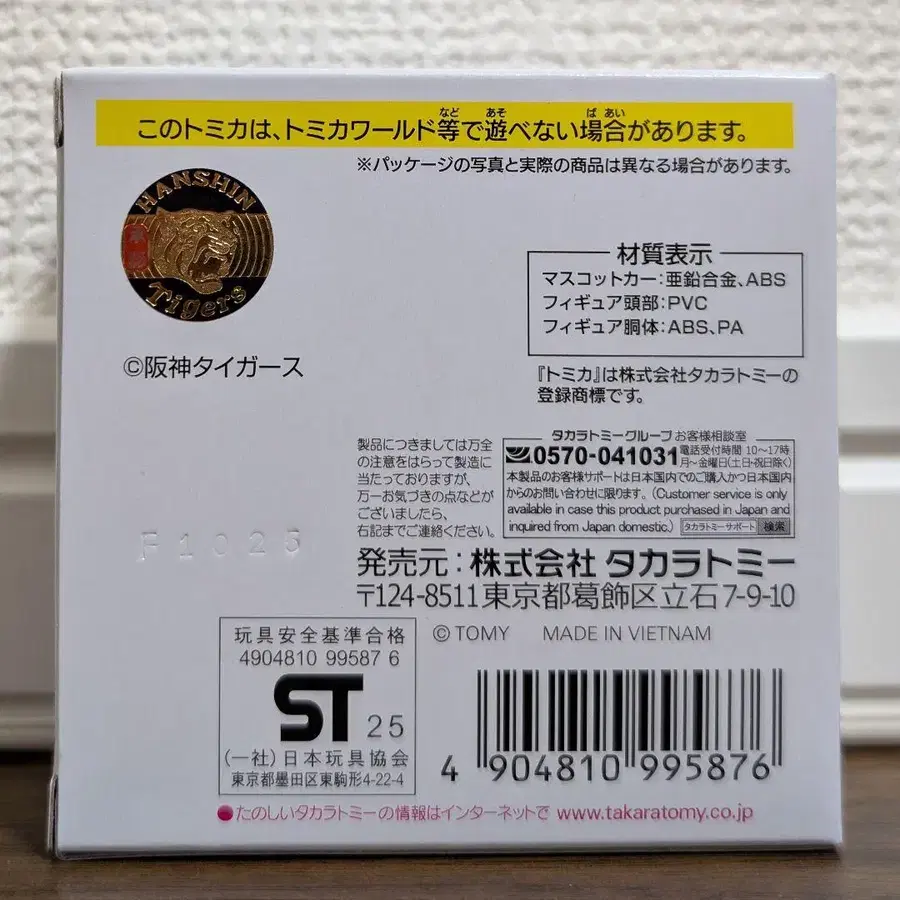 このトミカは、トミカワールド等で遊べない場合があります。
など あそ ば あい
※パッケージの写真と実際の商品は異なる場合があります。
HANSHIN
Tigers
©阪神タイガース
材質表示
マスコットカー:亜鉛合金、ABS
フィギュア頭部:PVC
フィギュア胴体:ABS、PA
『トミカ』は株式会社タカラトミーの
登録商標です。
製品につきましては万全
の注意をはらって製造に
当たっておりますが、
万一お気づきの点などが
ございましたら、
右記までご連絡ください。
タカラトミーグループ お客様相談室
0570-041031 電話受付時間 10〜17時
月〜金曜日(土日・祝日除く)
本製品のお客様サポートは日本国内でのご購入かつ日本国内
からのお問い合わせに限ります。(Customer service is only
available in case this product purchased in Japan and
inquired from Japan domestic.) タカラトミーサポート 検索
F1025
発売元:株式会社 タカラトミー
〒124-8511東京都葛飾区立石7-9-10
© TOMY MADE IN VIETNAM
玩具安全基準合格
4904810 99587 6
ST 25
(一社)日本玩具協会
東京都墨田区東駒形4-22-4
4 904810 995876
●たのしいタカラトミーの情報はインターネットで www.takaratomy.co.jp